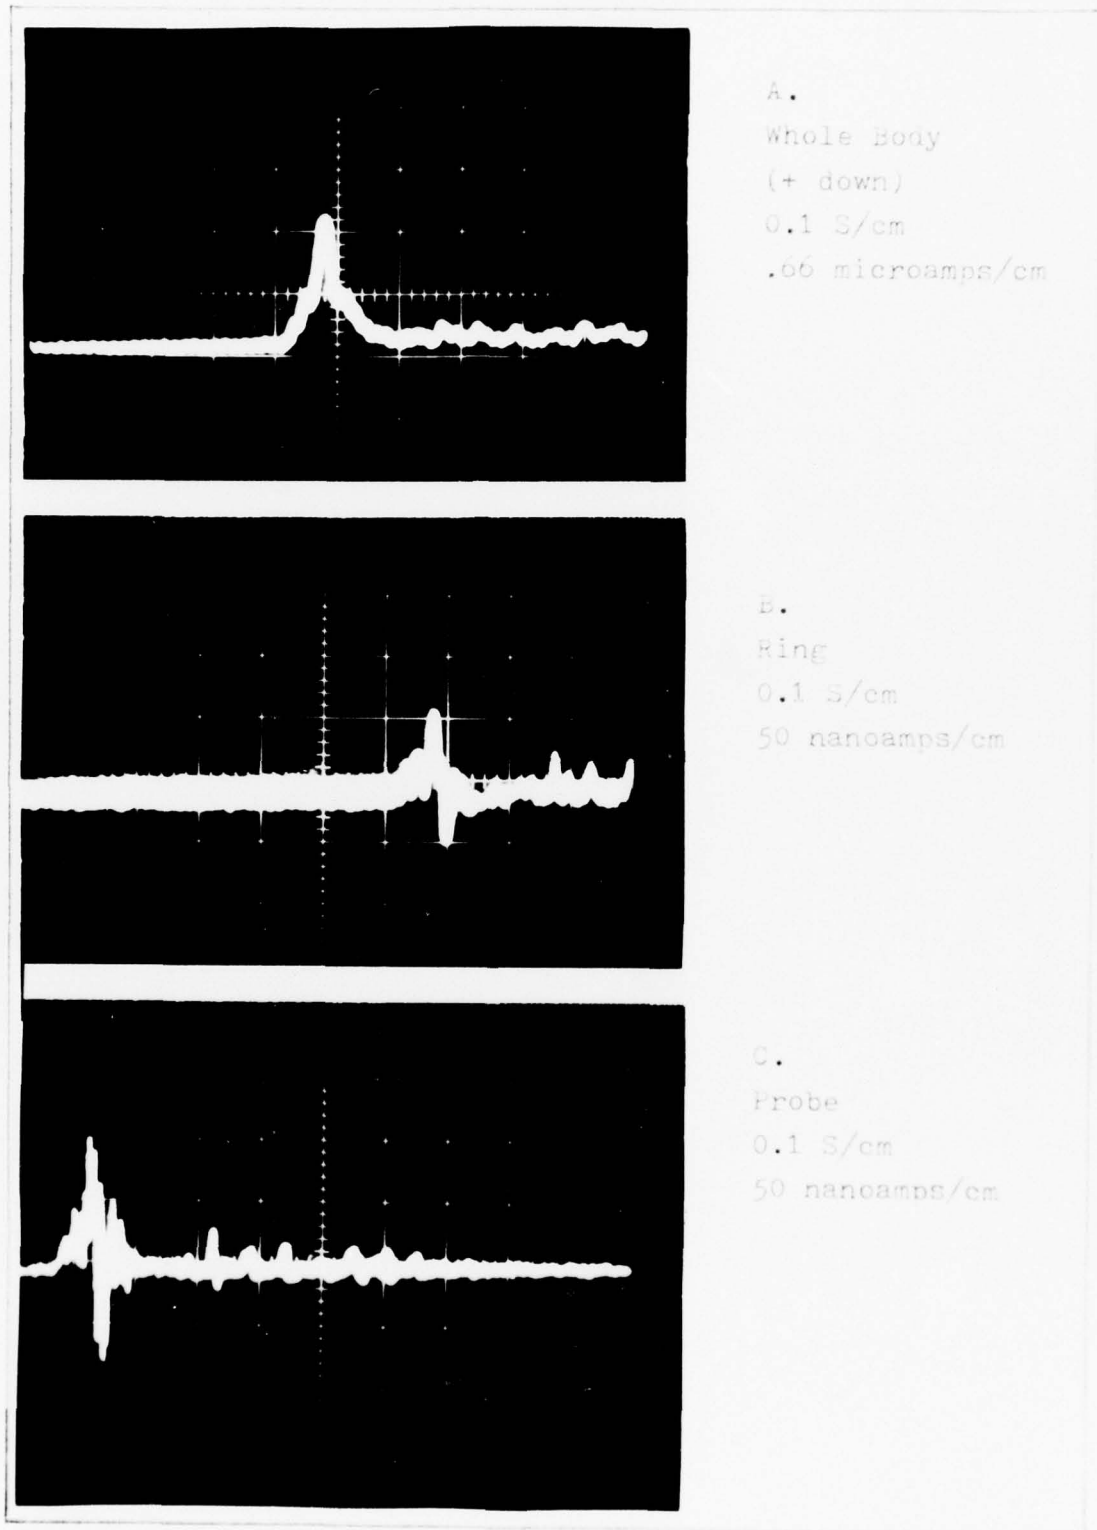 A.
Whole Body
(+ down)
0.1 S/cm
.66 microamps/cm
B.
Ring
0.1 S/cm
50 nanoamps/cm
C.
Probe
0.1 S/cm
50 nanoamps/cm